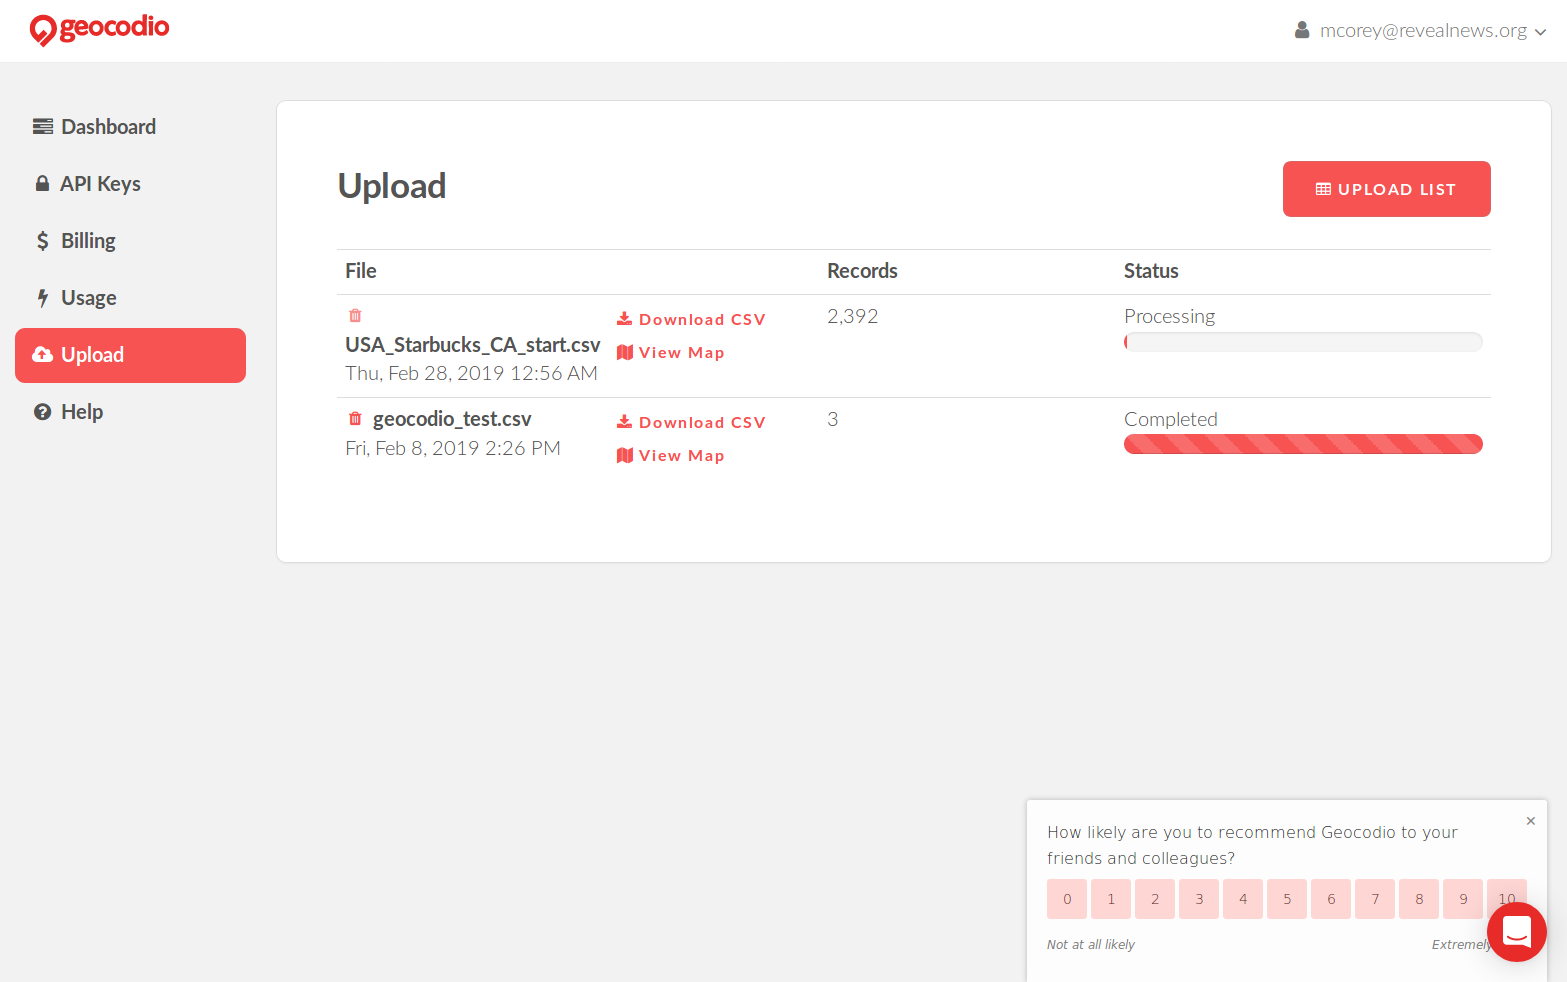 geocodio
mcorey@revealnews.org
Dashboard
API Keys
Billing
Usage
Upload
Help
Upload
UPLOAD LIST
File Records Status
USA_Starbucks_CA_start.csv
Thu, Feb 28, 2019 12:56 AM
Download CSV
View Map
2,392
Processing
geocodio_test.csv
Fri, Feb 8, 2019 2:26 PM
Download CSV
View Map
3
Completed
How likely are you to recommend Geocodio to your
friends and colleagues?
0 1 2 3 4 5 6 7 8 9 10
Not at all likely Extremely